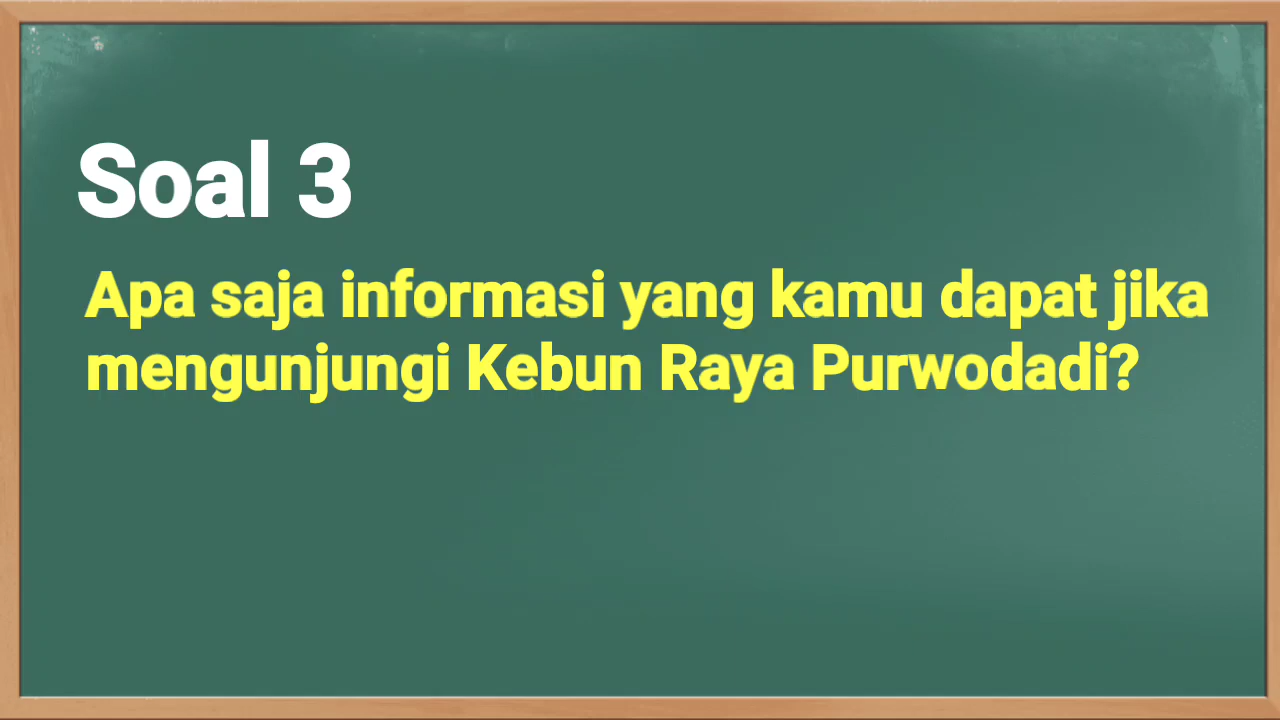 Soal 3
Apa saja informasi yang kamu dapat jika
mengunjungi Kebun Raya Purwodadi?